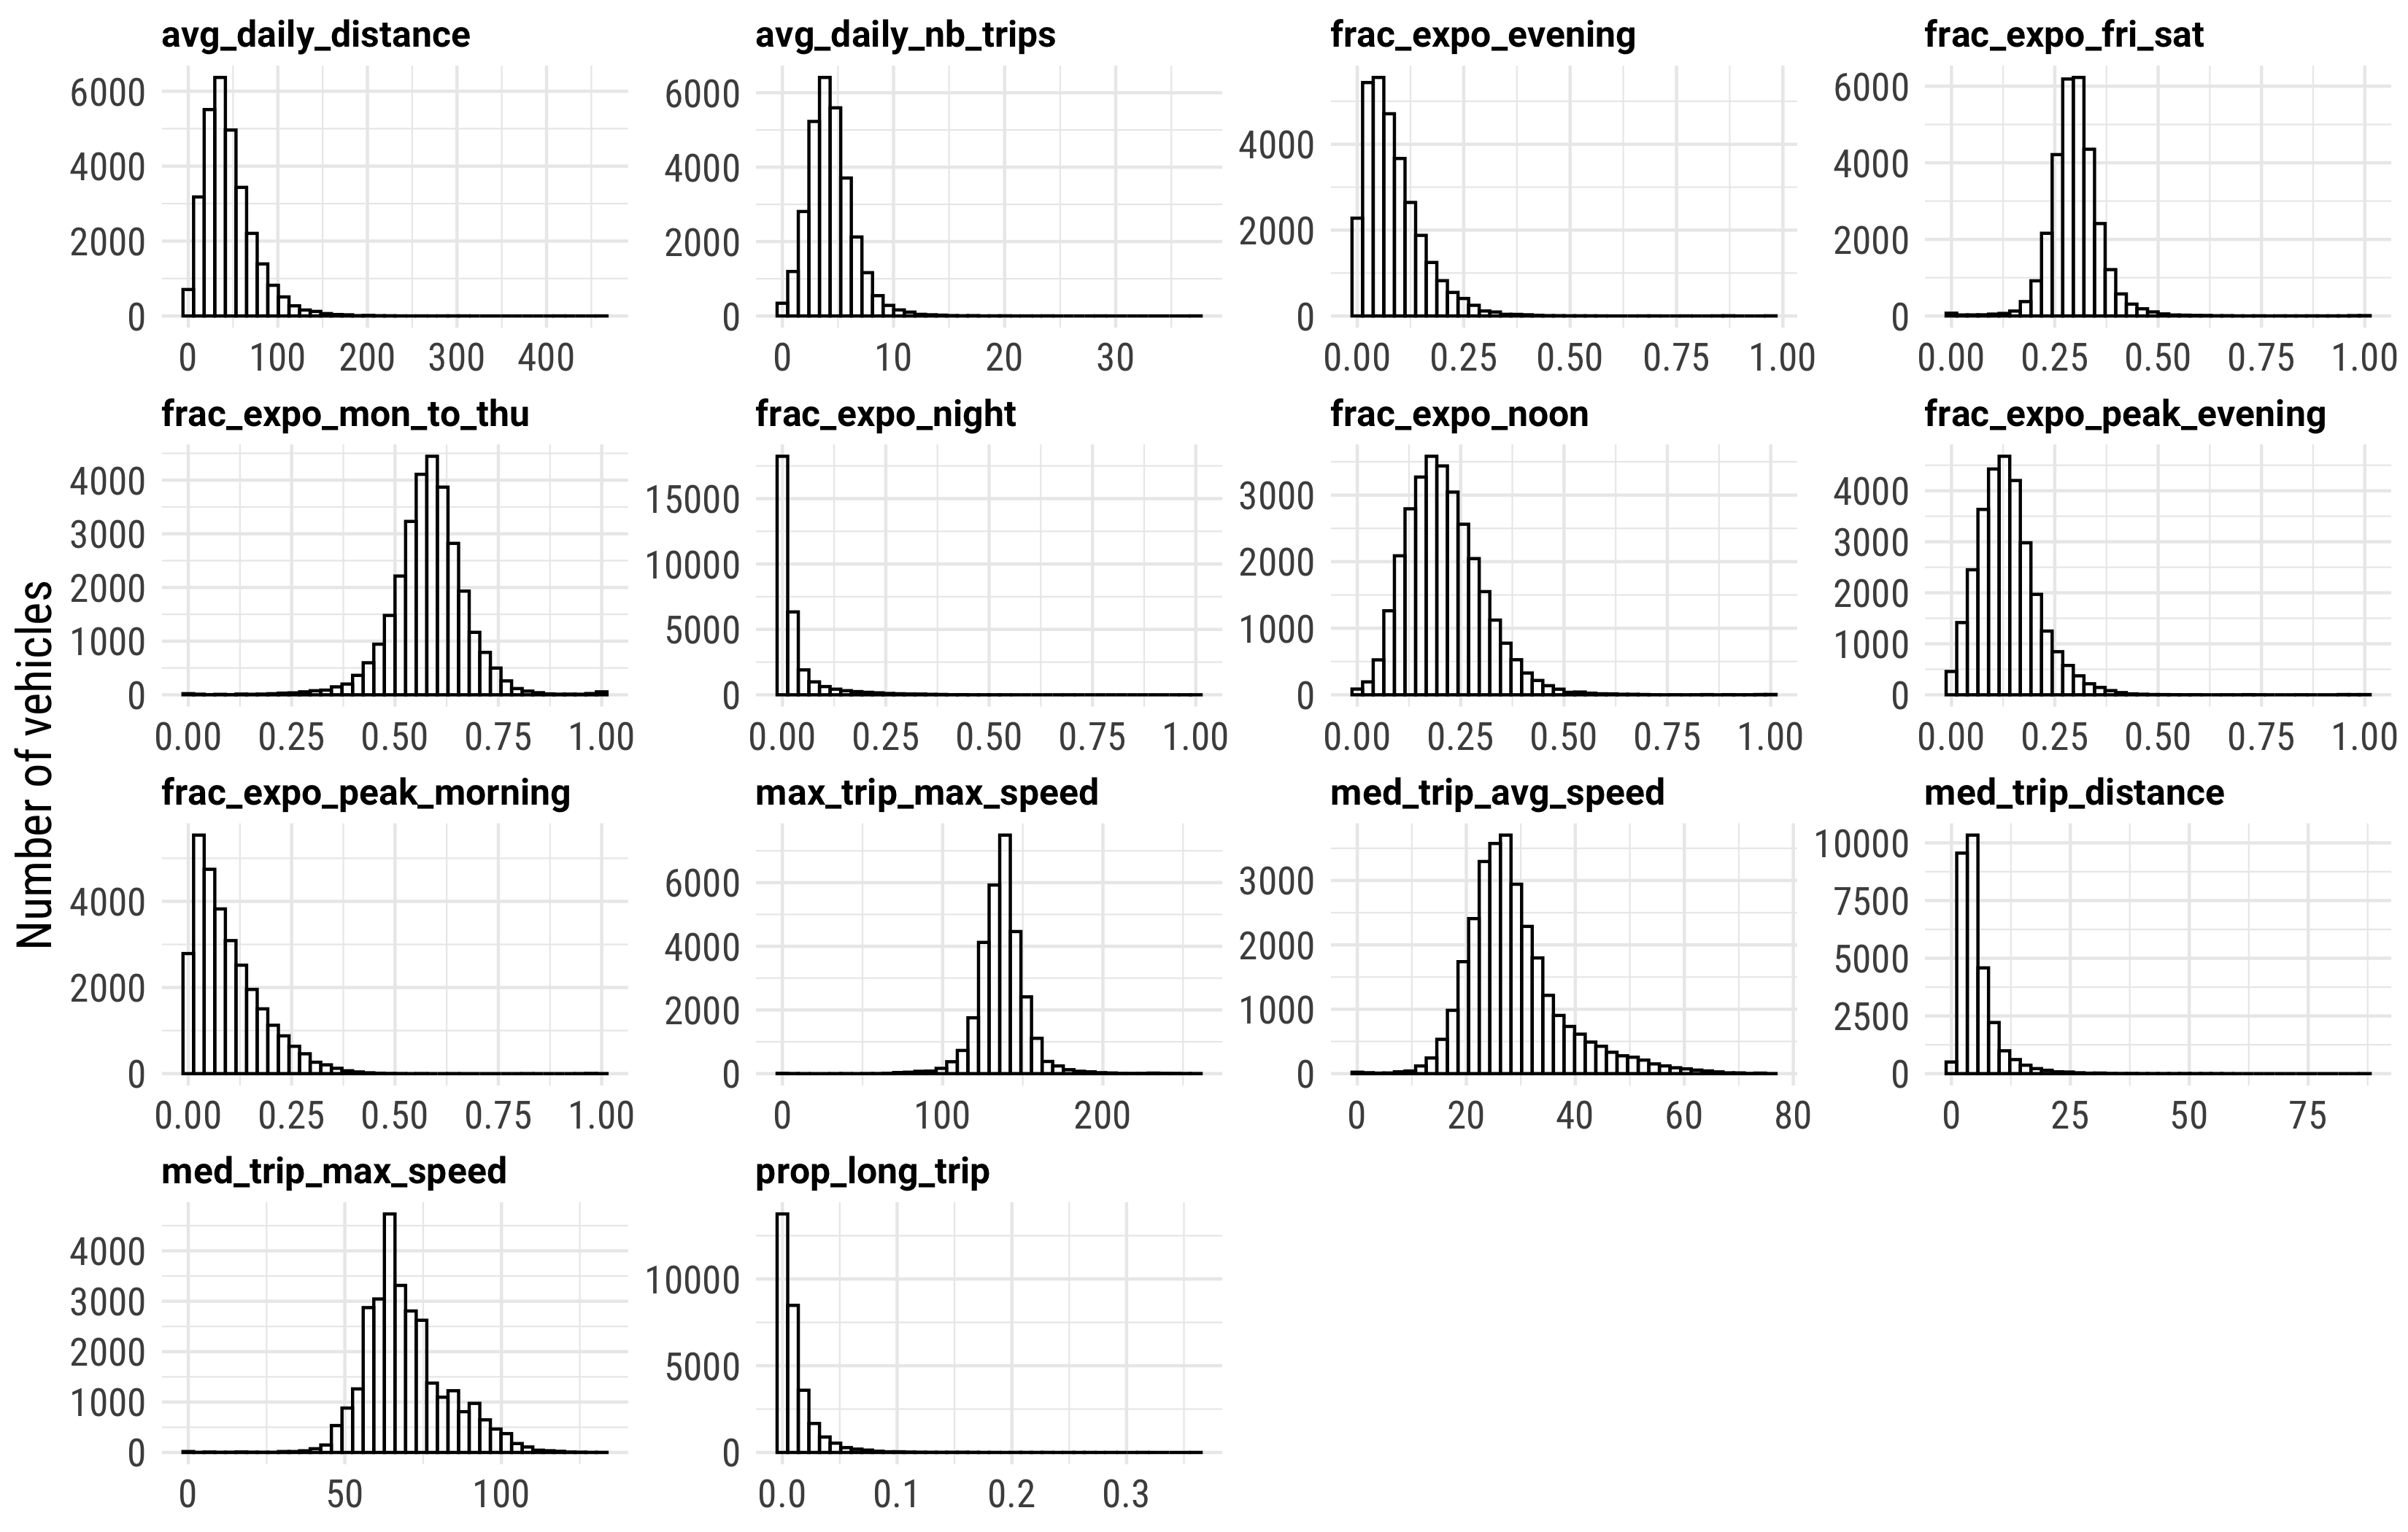 Number of vehicles
avg_daily_distance
6000
4000
2000
0
0 100 200 300 400
avg_daily_nb_trips
6000
4000
2000
0
0 10 20 30
frac_expo_evening
4000
2000
0
0.00 0.25 0.50 0.75 1.00
frac_expo_fri_sat
6000
4000
2000
0
0.00 0.25 0.50 0.75 1.00
frac_expo_mon_to_thu
4000
3000
2000
1000
0
0.00 0.25 0.50 0.75 1.00
frac_expo_night
15000
10000
5000
0
0.00 0.25 0.50 0.75 1.00
frac_expo_noon
3000
2000
1000
0
0.00 0.25 0.50 0.75 1.00
frac_expo_peak_evening
4000
3000
2000
1000
0
0.00 0.25 0.50 0.75 1.00
frac_expo_peak_morning
4000
2000
0
0.00 0.25 0.50 0.75 1.00
max_trip_max_speed
6000
4000
2000
0
0 100 200
med_trip_avg_speed
3000
2000
1000
0
0 20 40 60 80
med_trip_distance
10000
7500
5000
2500
0
0 25 50 75
med_trip_max_speed
4000
3000
2000
1000
0
0 50 100
prop_long_trip
10000
5000
0
0.0 0.1 0.2 0.3